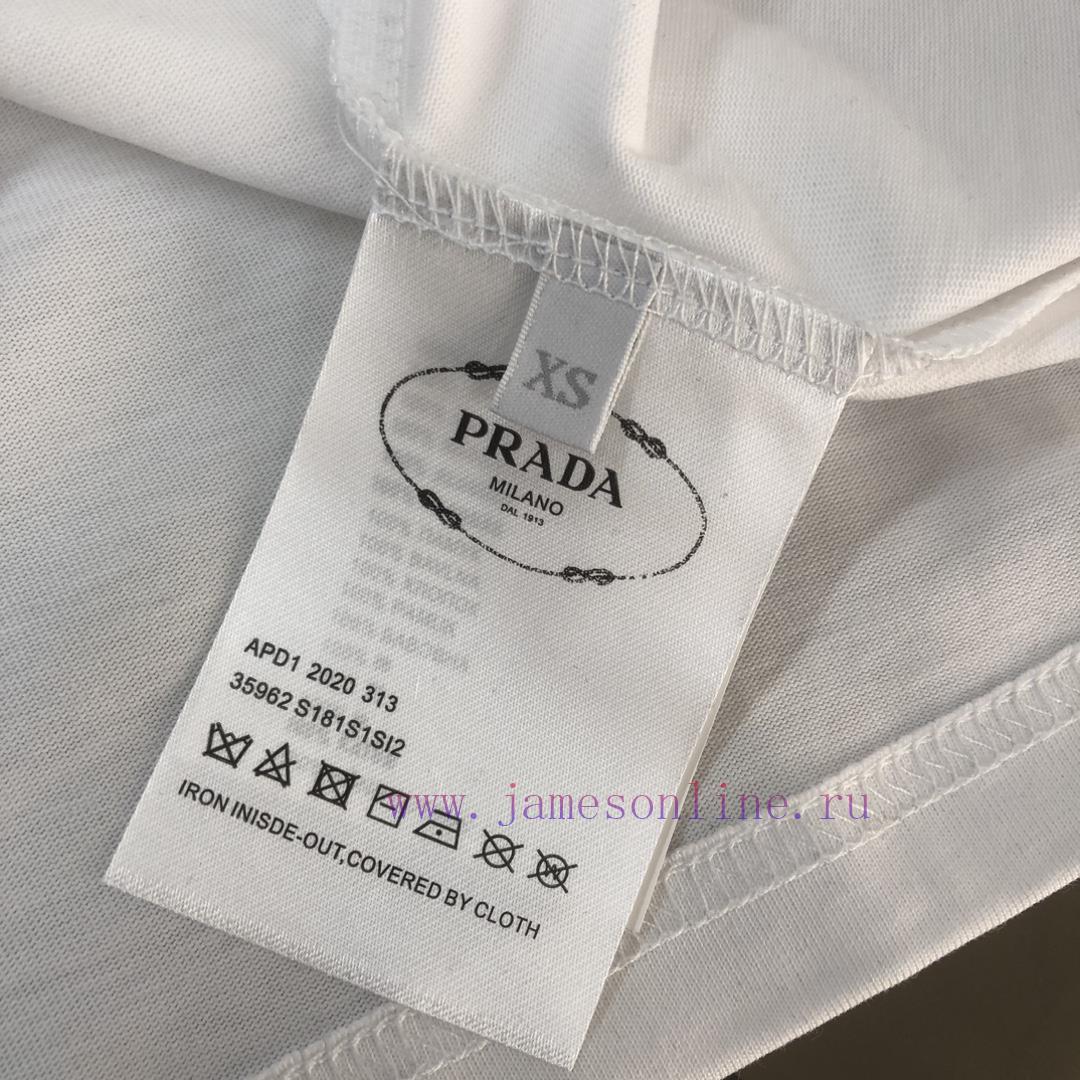 XS
PRADA
MILANO
DAL 1913
APD1 2020 313
35962 S181S1SI2
www.jamesonline.ru
IRON INISDE-OUT,COVERED BY CLOTH